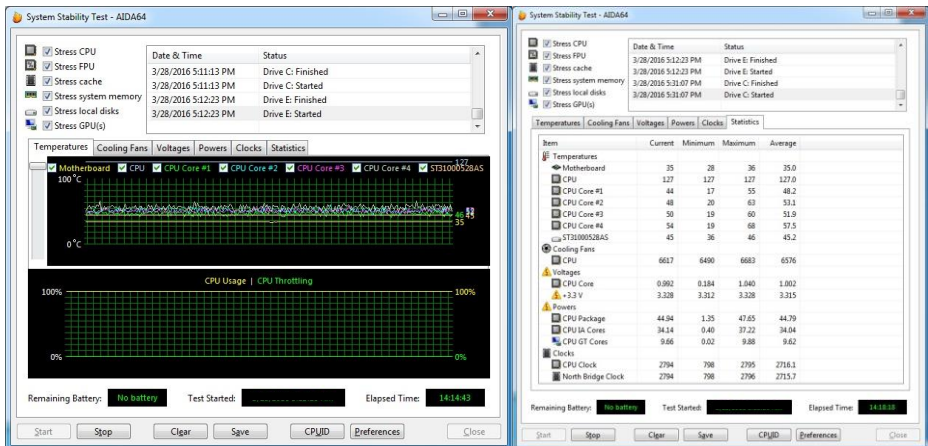 System Stability Test - AIDA64
Stress CPU
Stress FPU
Stress cache
Stress system memory
Stress local disks
Stress GPU(s)
Date & Time Status
3/28/2016 5:11:13 PM Drive C: Finished
3/28/2016 5:11:13 PM Drive C: Started
3/28/2016 5:12:23 PM Drive E: Finished
3/28/2016 5:12:23 PM Drive E: Started
Temperatures Cooling Fans Voltages Powers Clocks Statistics
Motherboard CPU CPU Core #1 CPU Core #2 CPU Core #3 CPU Core #4 ST31000528AS
127
100°C
46
35
0°C
CPU Usage | CPU Throttling
100% 100%
0% 0%
Remaining Battery: No battery Test Started: Elapsed Time: 14:14:43
Start Stop Clear Save CPUID Preferences Close
System Stability Test - AIDA64
Stress CPU
Stress FPU
Stress cache
Stress system memory
Stress local disks
Stress GPU(s)
Date & Time Status
3/28/2016 5:12:23 PM Drive E: Finished
3/28/2016 5:12:23 PM Drive E: Started
3/28/2016 5:31:07 PM Drive C: Finished
3/28/2016 5:31:07 PM Drive C: Started
Temperatures Cooling Fans Voltages Powers Clocks Statistics
Item Current Minimum Maximum Average
Temperatures
Motherboard 35 28 36 35.0
CPU 127 127 127 127.0
CPU Core #1 44 17 55 48.2
CPU Core #2 48 20 63 53.1
CPU Core #3 50 19 60 51.9
CPU Core #4 54 19 68 57.5
ST31000528AS 45 36 46 45.2
Cooling Fans
CPU 6617 6490 6683 6576
Voltages
CPU Core 0.992 0.184 1.040 1.002
+3.3 V 3.328 3.312 3.328 3.315
Powers
CPU Package 44.94 1.35 47.65 44.79
CPU IA Cores 34.14 0.40 37.22 34.04
CPU GT Cores 9.66 0.02 9.88 9.62
Clocks
CPU Clock 2794 798 2795 2716.1
North Bridge Clock 2794 798 2796 2715.7
Remaining Battery: No battery Test Started: Elapsed Time: 14:18:18
Start Stop Clear Save CPUID Preferences Close